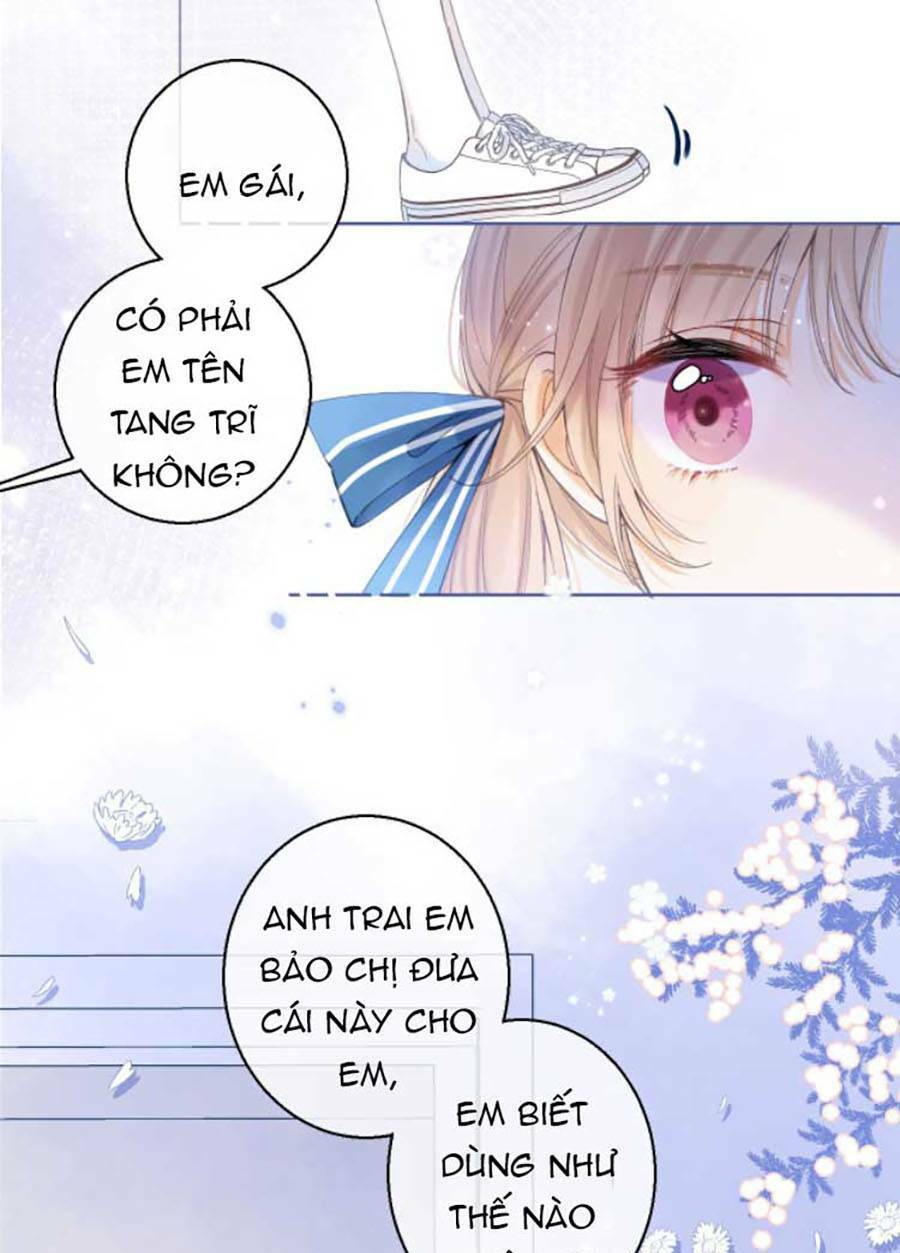 EM GÁI,
CÓ PHẢI
EM TÊN
TANG TRĨ
KHÔNG?
ANH TRAI EM
BẢO CHỊ ĐƯA
CÁI NÀY CHO
EM,
EM BIẾT
DÙNG NHƯ
THẾ NÀO